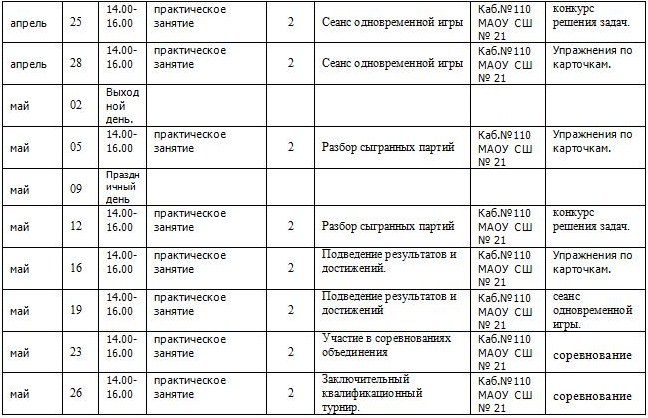 апрель 25 14.00-16.00 практическое занятие 2 Сеанс одновременной игры Каб.№110 МАОУ СШ № 21 конкурс решения задач.
апрель 28 14.00-16.00 практическое занятие 2 Сеанс одновременной игры Каб.№110 МАОУ СШ № 21 Упражнения по карточкам.
май 02 Выходной день.
май 05 14.00-16.00 практическое занятие 2 Разбор сыгранных партий Каб.№110 МАОУ СШ № 21 Упражнения по карточкам.
май 09 Праздничный день
май 12 14.00-16.00 практическое занятие 2 Разбор сыгранных партий Каб.№110 МАОУ СШ № 21 конкурс решения задач.
май 16 14.00-16.00 практическое занятие 2 Подведение результатов и достижений. Каб.№110 МАОУ СШ № 21 Упражнения по карточкам.
май 19 14.00-16.00 практическое занятие 2 Подведение результатов и достижений Каб.№110 МАОУ СШ № 21 сеанс одновременной игры.
май 23 14.00-16.00 практическое занятие 2 Участие в соревнованиях объединения Каб.№110 МАОУ СШ № 21 соревнование
май 26 14.00-16.00 практическое занятие 2 Заключительный квалификационный турнир. Каб.№110 МАОУ СШ № 21 соревнование